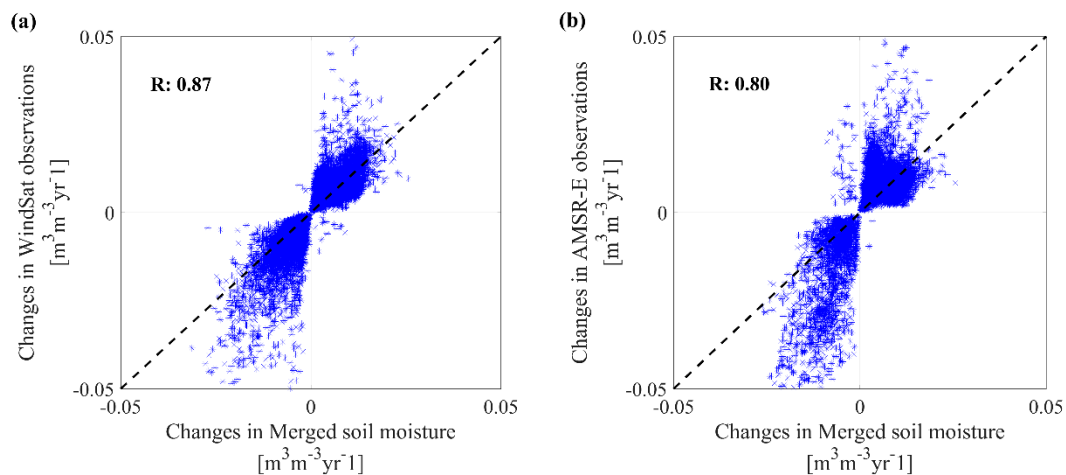 (a)
0.05
R: 0.87
Changes in WindSat observations
[m³m⁻³yr⁻1]
0
-0.05
-0.05
0
0.05
Changes in Merged soil moisture
[m³m⁻³yr⁻1]
(b)
0.05
R: 0.80
Changes in AMSR-E observations
[m³m⁻³yr⁻1]
0
-0.05
-0.05
0
0.05
Changes in Merged soil moisture
[m³m⁻³yr⁻1]